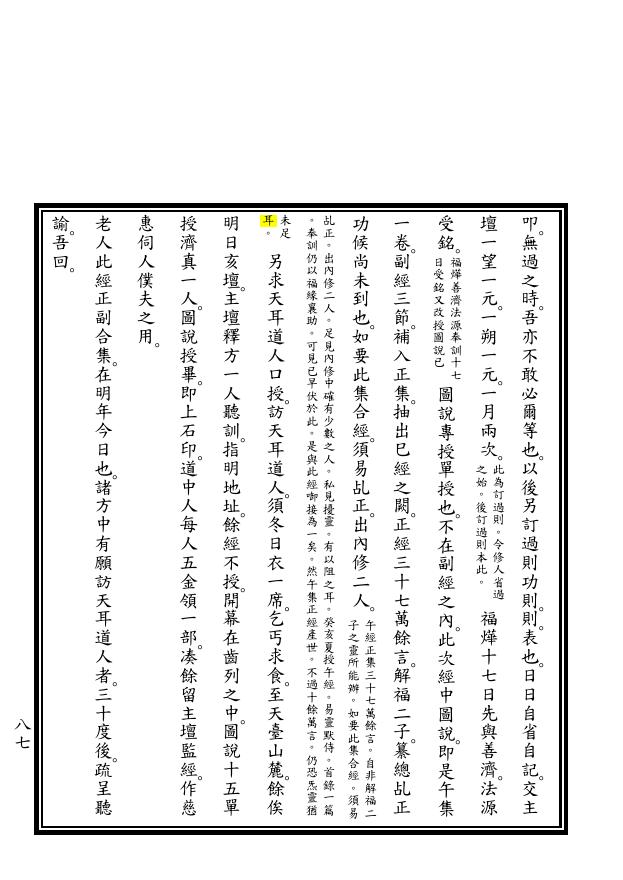 叩。無過之時。吾亦不敢必爾等也。以後另訂過則功則。則表也。日日自省自記。交主
壇一望一元。一朔一元。一月兩次。
此為訂過則。令修人省過
之始。後訂過則本此。
福燁十七日先與善濟。法源
受銘。
福燁善濟法源奉訓十七
日受銘又改授圖說已
圖說專授單授也。不在副經之內。此次經中圖說。即是午集
一卷。副經三節。補入正集。抽出巳經之闕。正經三十七萬餘言。解福二子。纂總乩正
功候尚未到也。如要此集合經。須易乩正。出內修二人。
午經正集三十七萬餘言。自非解福二
子之靈所能辦。如要此集合經。須易
乩正。出內修二人。足見內修中確有少數之人。私見擾靈。有以阻之耳。癸亥夏授午經。易靈默侍。首錄一篇
。奉訓仍以福緣襄助。可見已早伏於此。是與此經啣接為一矣。然午集正經產世。不過十餘萬言。仍恐炁靈猶
未足
耳。
另求天耳道人口授。訪天耳道人。須冬日衣一席。乞丐求食。至天臺山麓。餘俟
明日亥壇。主壇釋方一人聽訓。指明地址。餘經不授。開幕在齒列之中。圖說十五單
授濟真一人。圖說授畢。即上石印。道中人每人五金領一部。湊餘留主壇監經。作慈
惠伺人僕夫之用。
老人此經正副合集。在明年今日也。諸方中有願訪天耳道人者。三十度後。疏呈聽
諭。吾回。
八七